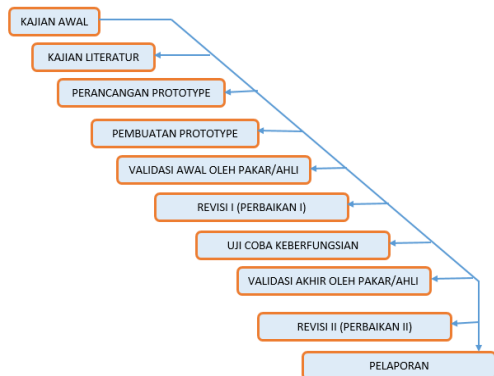 KAJIAN AWAL
KAJIAN LITERATUR
PERANCANGAN PROTOTYPE
PEMBUATAN PROTOTYPE
VALIDASI AWAL OLEH PAKAR/AHLI
REVISI I (PERBAIKAN I)
UJI COBA KEBERFUNGSIAN
VALIDASI AKHIR OLEH PAKAR/AHLI
REVISI II (PERBAIKAN II)
PELAPORAN